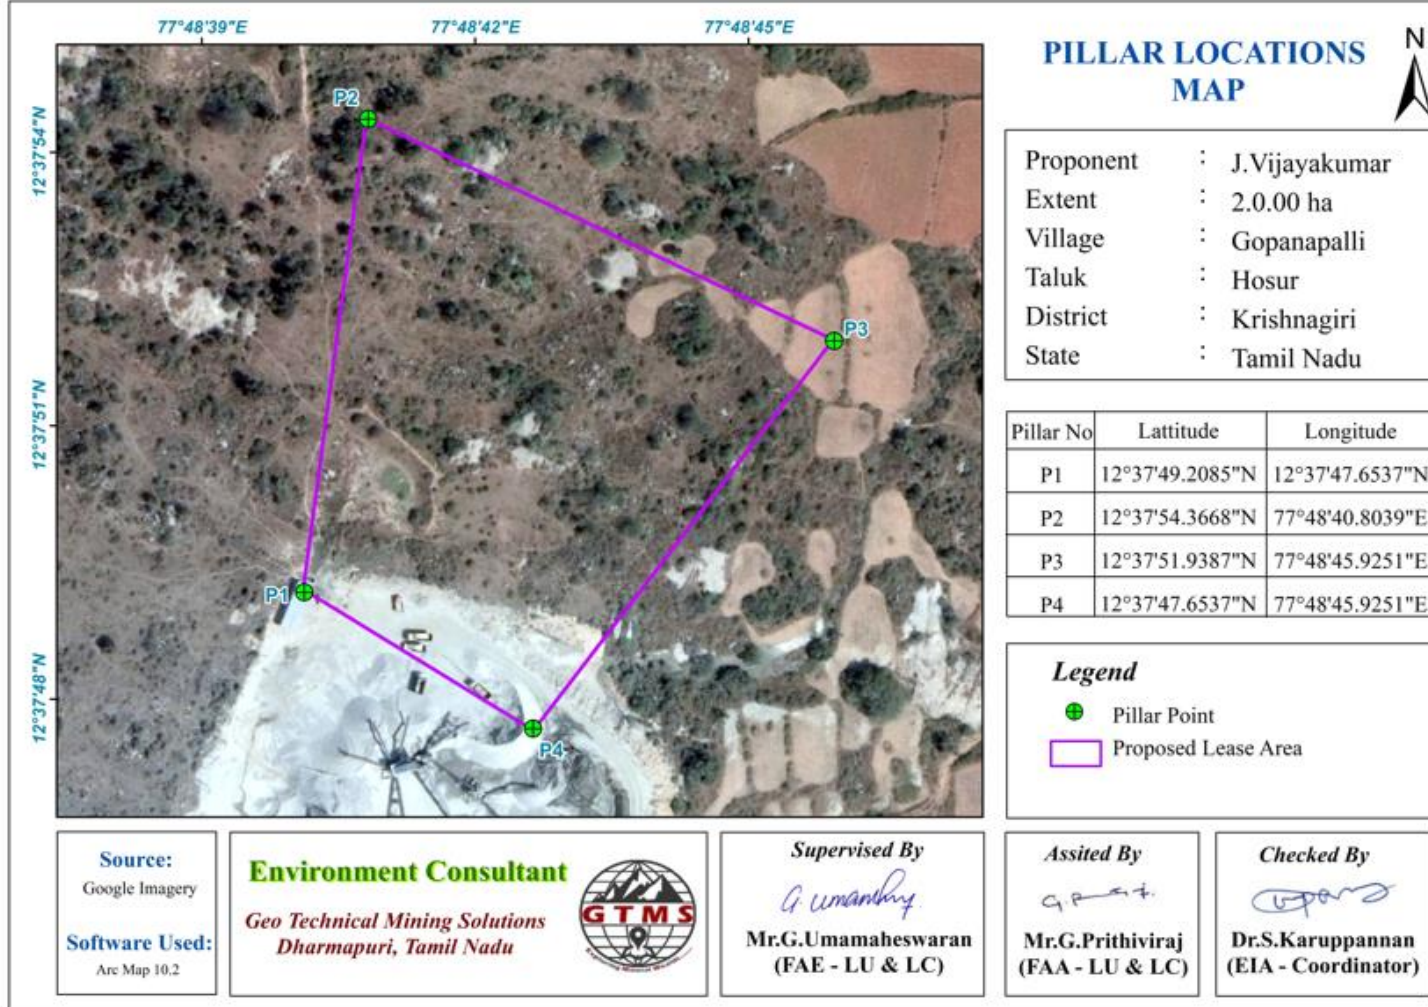 77°48'39"E
77°48'42"E
77°48'45"E
12°37'54"N
12°37'51"N
12°37'48"N
P2
P3
P1
P4
PILLAR LOCATIONS
MAP
N
Proponent : J.Vijayakumar
Extent : 2.0.00 ha
Village : Gopanapalli
Taluk : Hosur
District : Krishnagiri
State : Tamil Nadu
Pillar No Lattitude Longitude
P1 12°37'49.2085"N 12°37'47.6537"N
P2 12°37'54.3668"N 77°48'40.8039"E
P3 12°37'51.9387"N 77°48'45.9251"E
P4 12°37'47.6537"N 77°48'45.9251"E
Legend
Pillar Point
Proposed Lease Area
Source:
Google Imagery
Software Used:
Arc Map 10.2
Environment Consultant
Geo Technical Mining Solutions
Dharmapuri, Tamil Nadu
GTMS
Supervised By
Mr.G.Umamaheswaran
(FAE - LU & LC)
Assited By
Mr.G.Prithiviraj
(FAA - LU & LC)
Checked By
Dr.S.Karuppannan
(EIA - Coordinator)